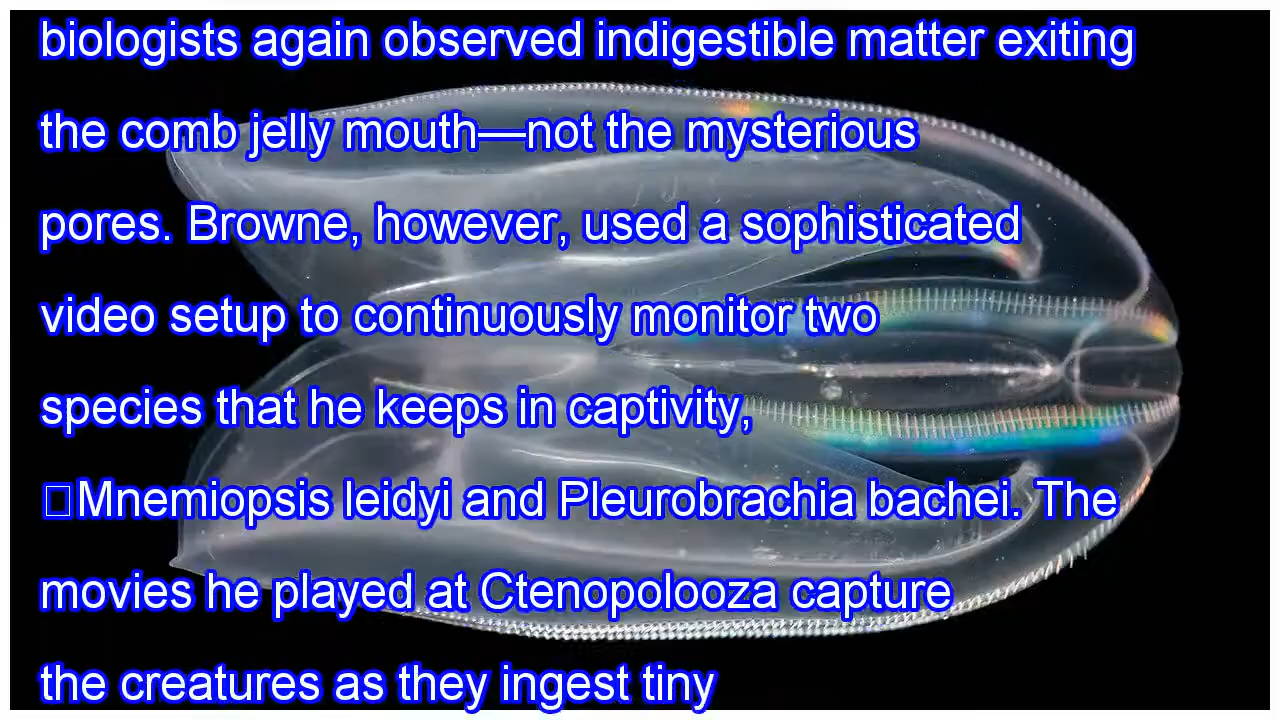 biologists again observed indigestible matter exiting
the comb jelly mouth—not the mysterious
pores. Browne, however, used a sophisticated
video setup to continuously monitor two
species that he keeps in captivity,
□Mnemiopsis leidyi and Pleurobrachia bachei. The
movies he played at Ctenopolooza capture
the creatures as they ingest tiny